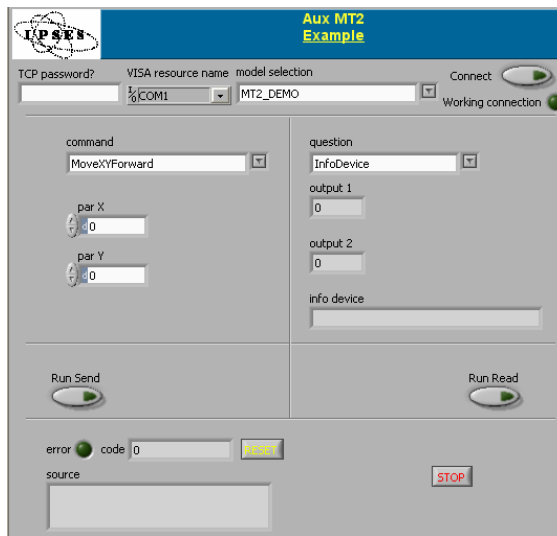 IPSES
Aux MT2
Example
TCP password?
VISA resource name
model selection
Connect
I/O COM1
MT2_DEMO
Working connection
command
question
MoveXYForward
InfoDevice
output 1
par X
0
d 0
output 2
par Y
0
d 0
info device
Run Send
Run Read
error
code
0
RESET
source
STOP